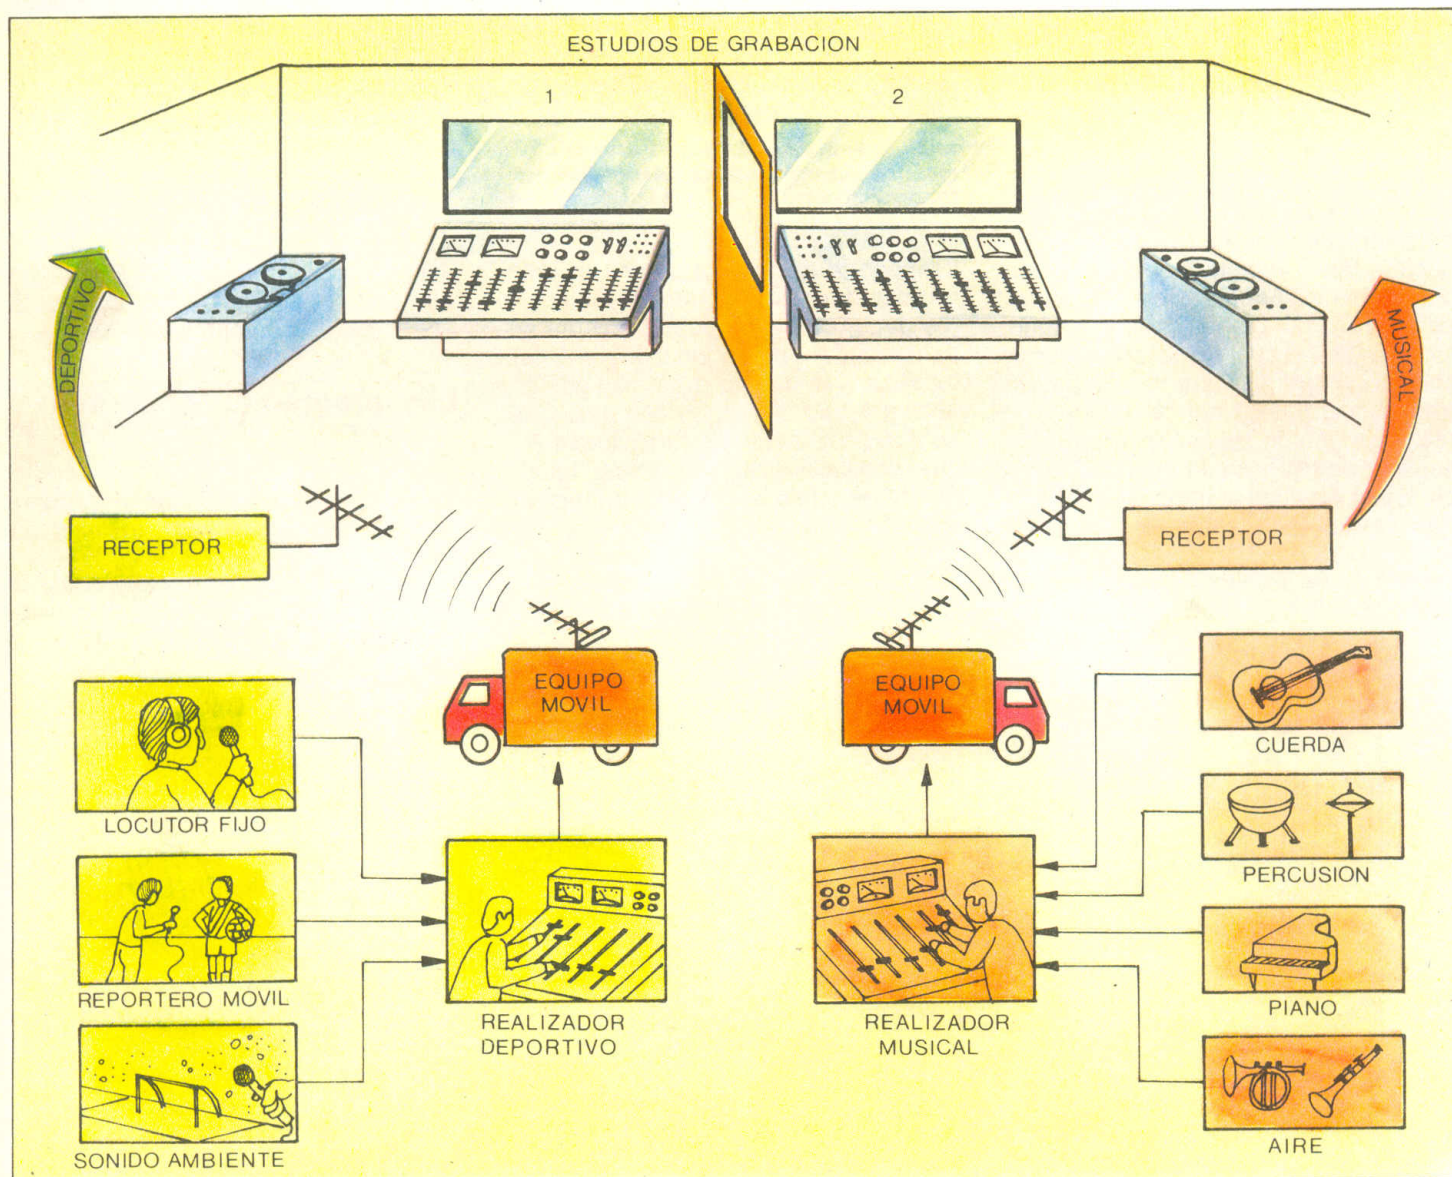 ESTUDIOS DE GRABACION
1
2
DEPORTIVO
MUSICAL
RECEPTOR
RECEPTOR
EQUIPO
MOVIL
EQUIPO
MOVIL
LOCUTOR FIJO
REPORTERO MOVIL
SONIDO AMBIENTE
REALIZADOR
DEPORTIVO
REALIZADOR
MUSICAL
CUERDA
PERCUSION
PIANO
AIRE